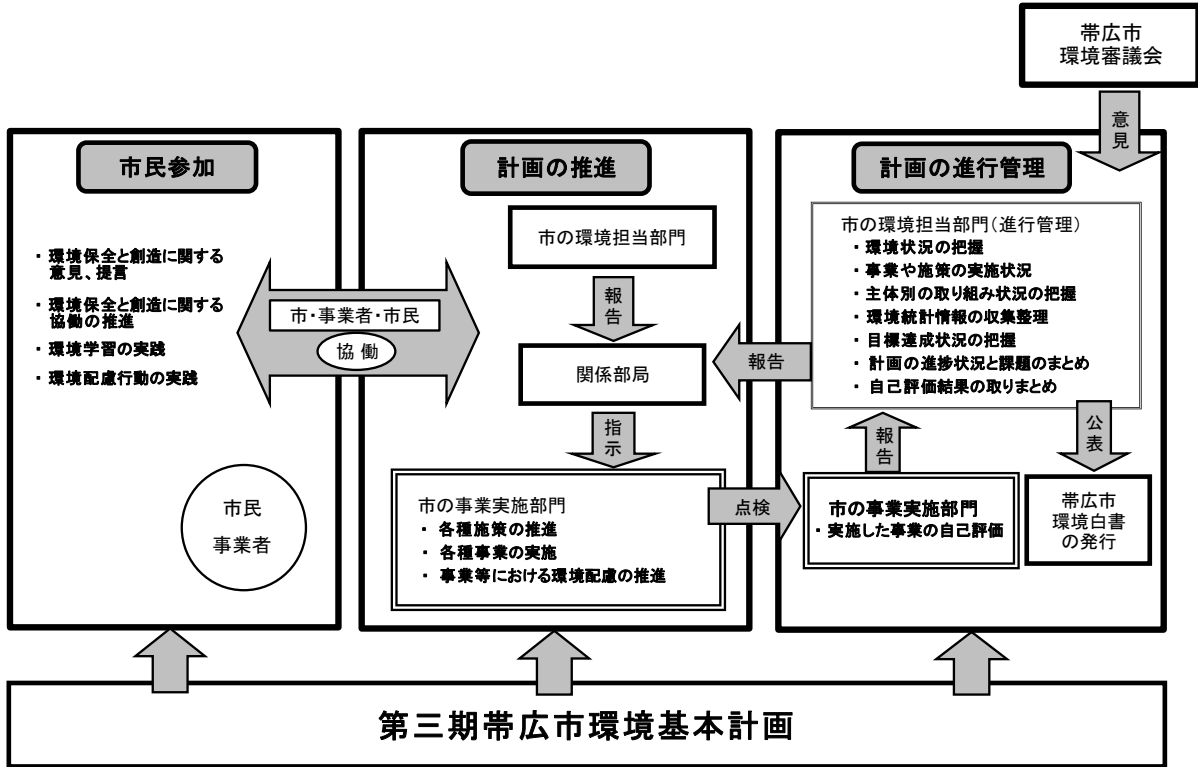 帯広市
環境審議会
意見
市民参加
・ 環境保全と創造に関する
意見、提言
・ 環境保全と創造に関する
協働の推進
・ 環境学習の実践
・ 環境配慮行動の実践
市民
事業者
市・事業者・市民
協 働
計画の推進
市の環境担当部門
報告
関係部局
指示
市の事業実施部門
・ 各種施策の推進
・ 各種事業の実施
・ 事業等における環境配慮の推進
点検
報告
計画の進行管理
市の環境担当部門(進行管理)
・ 環境状況の把握
・ 事業や施策の実施状況
・ 主体別の取り組み状況の把握
・ 環境統計情報の収集整理
・ 目標達成状況の把握
・ 計画の進捗状況と課題のまとめ
・ 自己評価結果の取りまとめ
報告
公表
市の事業実施部門
・ 実施した事業の自己評価
帯広市
環境白書
の発行
第三期帯広市環境基本計画